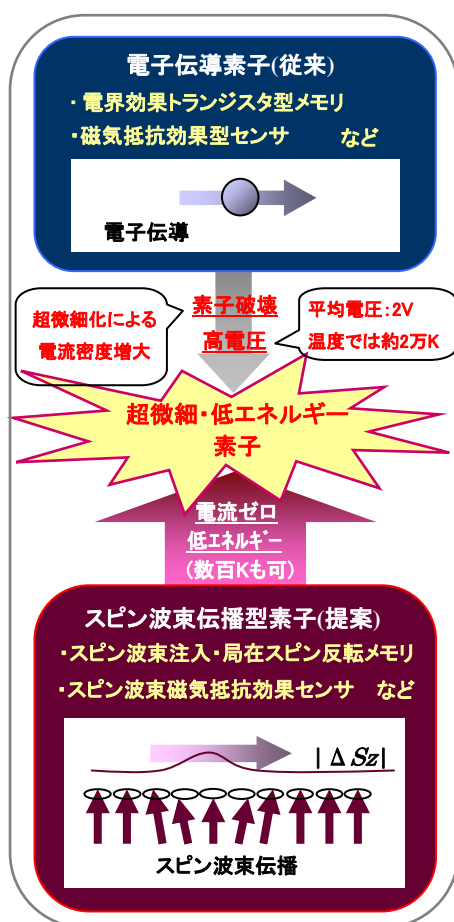 電子伝導素子(従来)
・電界効果トランジスタ型メモリ
・磁気抵抗効果型センサ　など
電子伝導
超微細化による
電流密度増大
素子破壊
高電圧
平均電圧:2V
温度では約2万K
超微細・低エネルギー
素子
電流ゼロ
低エネルギー
(数百Kも可)
スピン波束伝播型素子(提案)
・スピン波束注入・局在スピン反転メモリ
・スピン波束磁気抵抗効果センサ　など
|Δ Sz|
スピン波束伝播